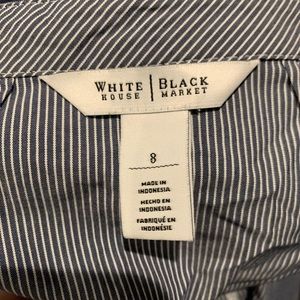 WHITE | BLACK
HOUSE | MARKET
8
MADE IN
INDONESIA
HECHO EN
INDONESIA
FABRIQUÉ EN
INDONÉSIE